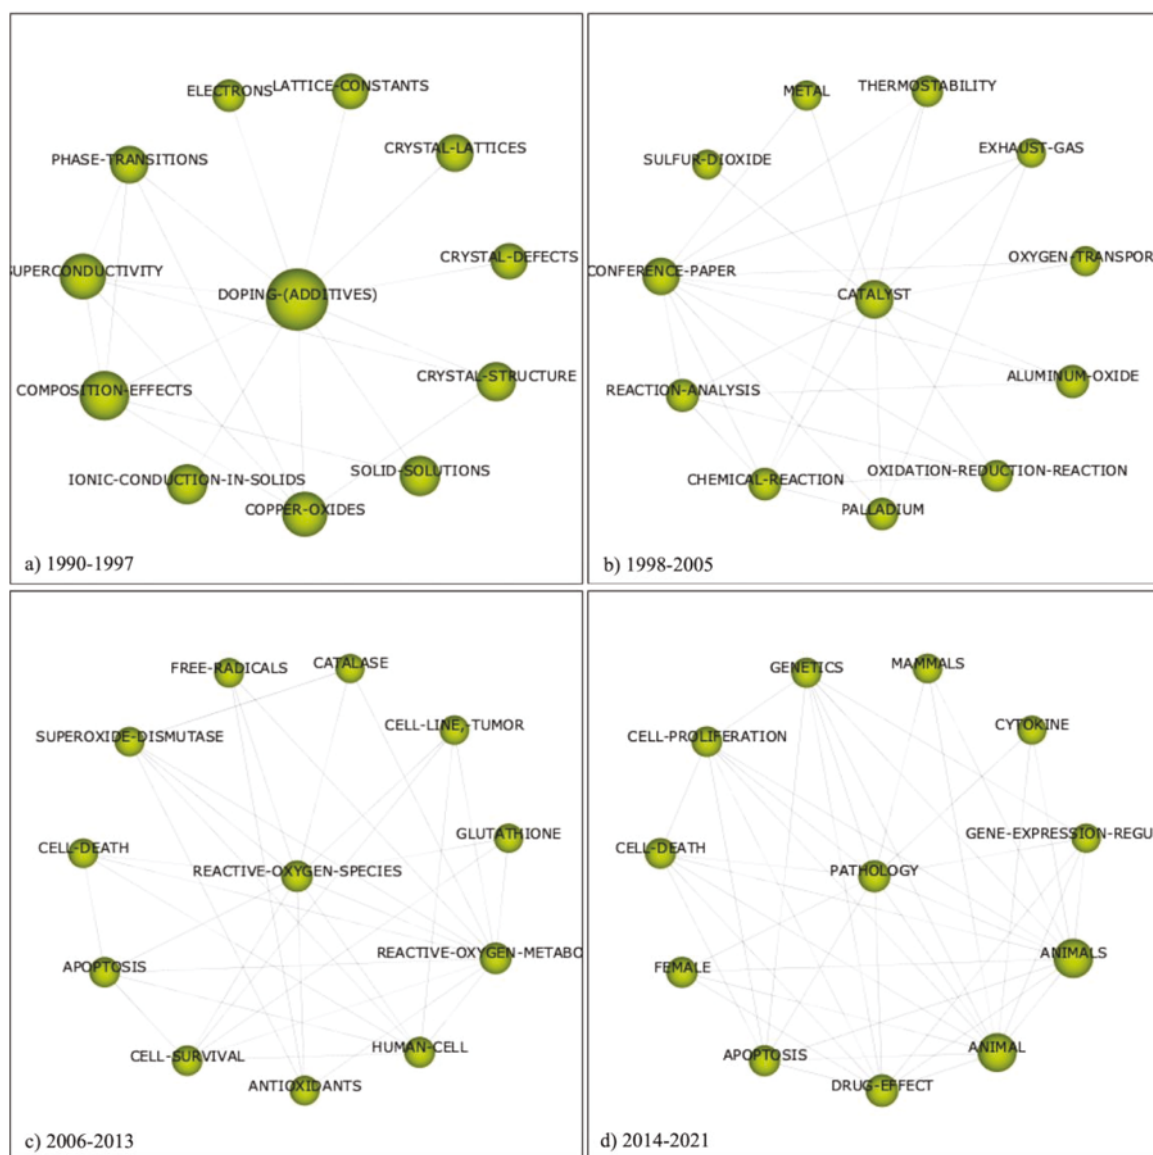 ELECTRONS
LATTICE-CONSTANTS
PHASE-TRANSITIONS
CRYSTAL-LATTICES
SUPERCONDUCTIVITY
CRYSTAL-DEFECTS
DOPING-(ADDITIVES)
COMPOSITION-EFFECTS
CRYSTAL-STRUCTURE
IONIC-CONDUCTION-IN-SOLIDS
SOLID-SOLUTIONS
COPPER-OXIDES
a) 1990-1997
METAL
THERMOSTABILITY
SULFUR-DIOXIDE
EXHAUST-GAS
CONFERENCE-PAPER
OXYGEN-TRANSPOR
CATALYST
REACTION-ANALYSIS
ALUMINUM-OXIDE
CHEMICAL-REACTION
OXIDATION-REDUCTION-REACTION
PALLADIUM
b) 1998-2005
FREE-RADICALS
CATALASE
SUPEROXIDE-DISMUTASE
CELL-LINE,-TUMOR
CELL-DEATH
GLUTATHIONE
REACTIVE-OXYGEN-SPECIES
APOPTOSIS
REACTIVE-OXYGEN-METABO
CELL-SURVIVAL
HUMAN-CELL
ANTIOXIDANTS
c) 2006-2013
GENETICS
MAMMALS
CELL-PROLIFERATION
CYTOKINE
CELL-DEATH
GENE-EXPRESSION-REGU
PATHOLOGY
FEMALE
ANIMALS
APOPTOSIS
ANIMAL
DRUG-EFFECT
d) 2014-2021